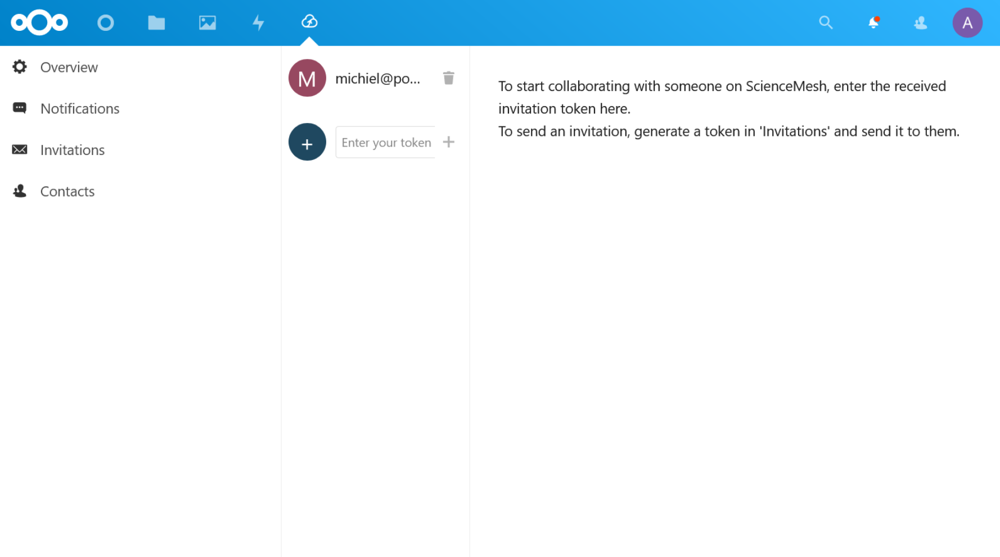 A
Overview
Notifications
Invitations
Contacts
M
michiel@po...
+
Enter your token
To start collaborating with someone on ScienceMesh, enter the received
invitation token here.
To send an invitation, generate a token in 'Invitations' and send it to them.